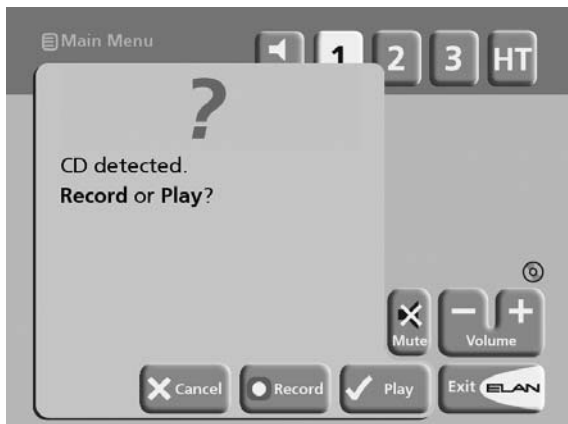 Main Menu
1 2 3 HT
?
CD detected.
Record or Play?
Mute
Volume
Cancel
Record
Play
Exit ELAN